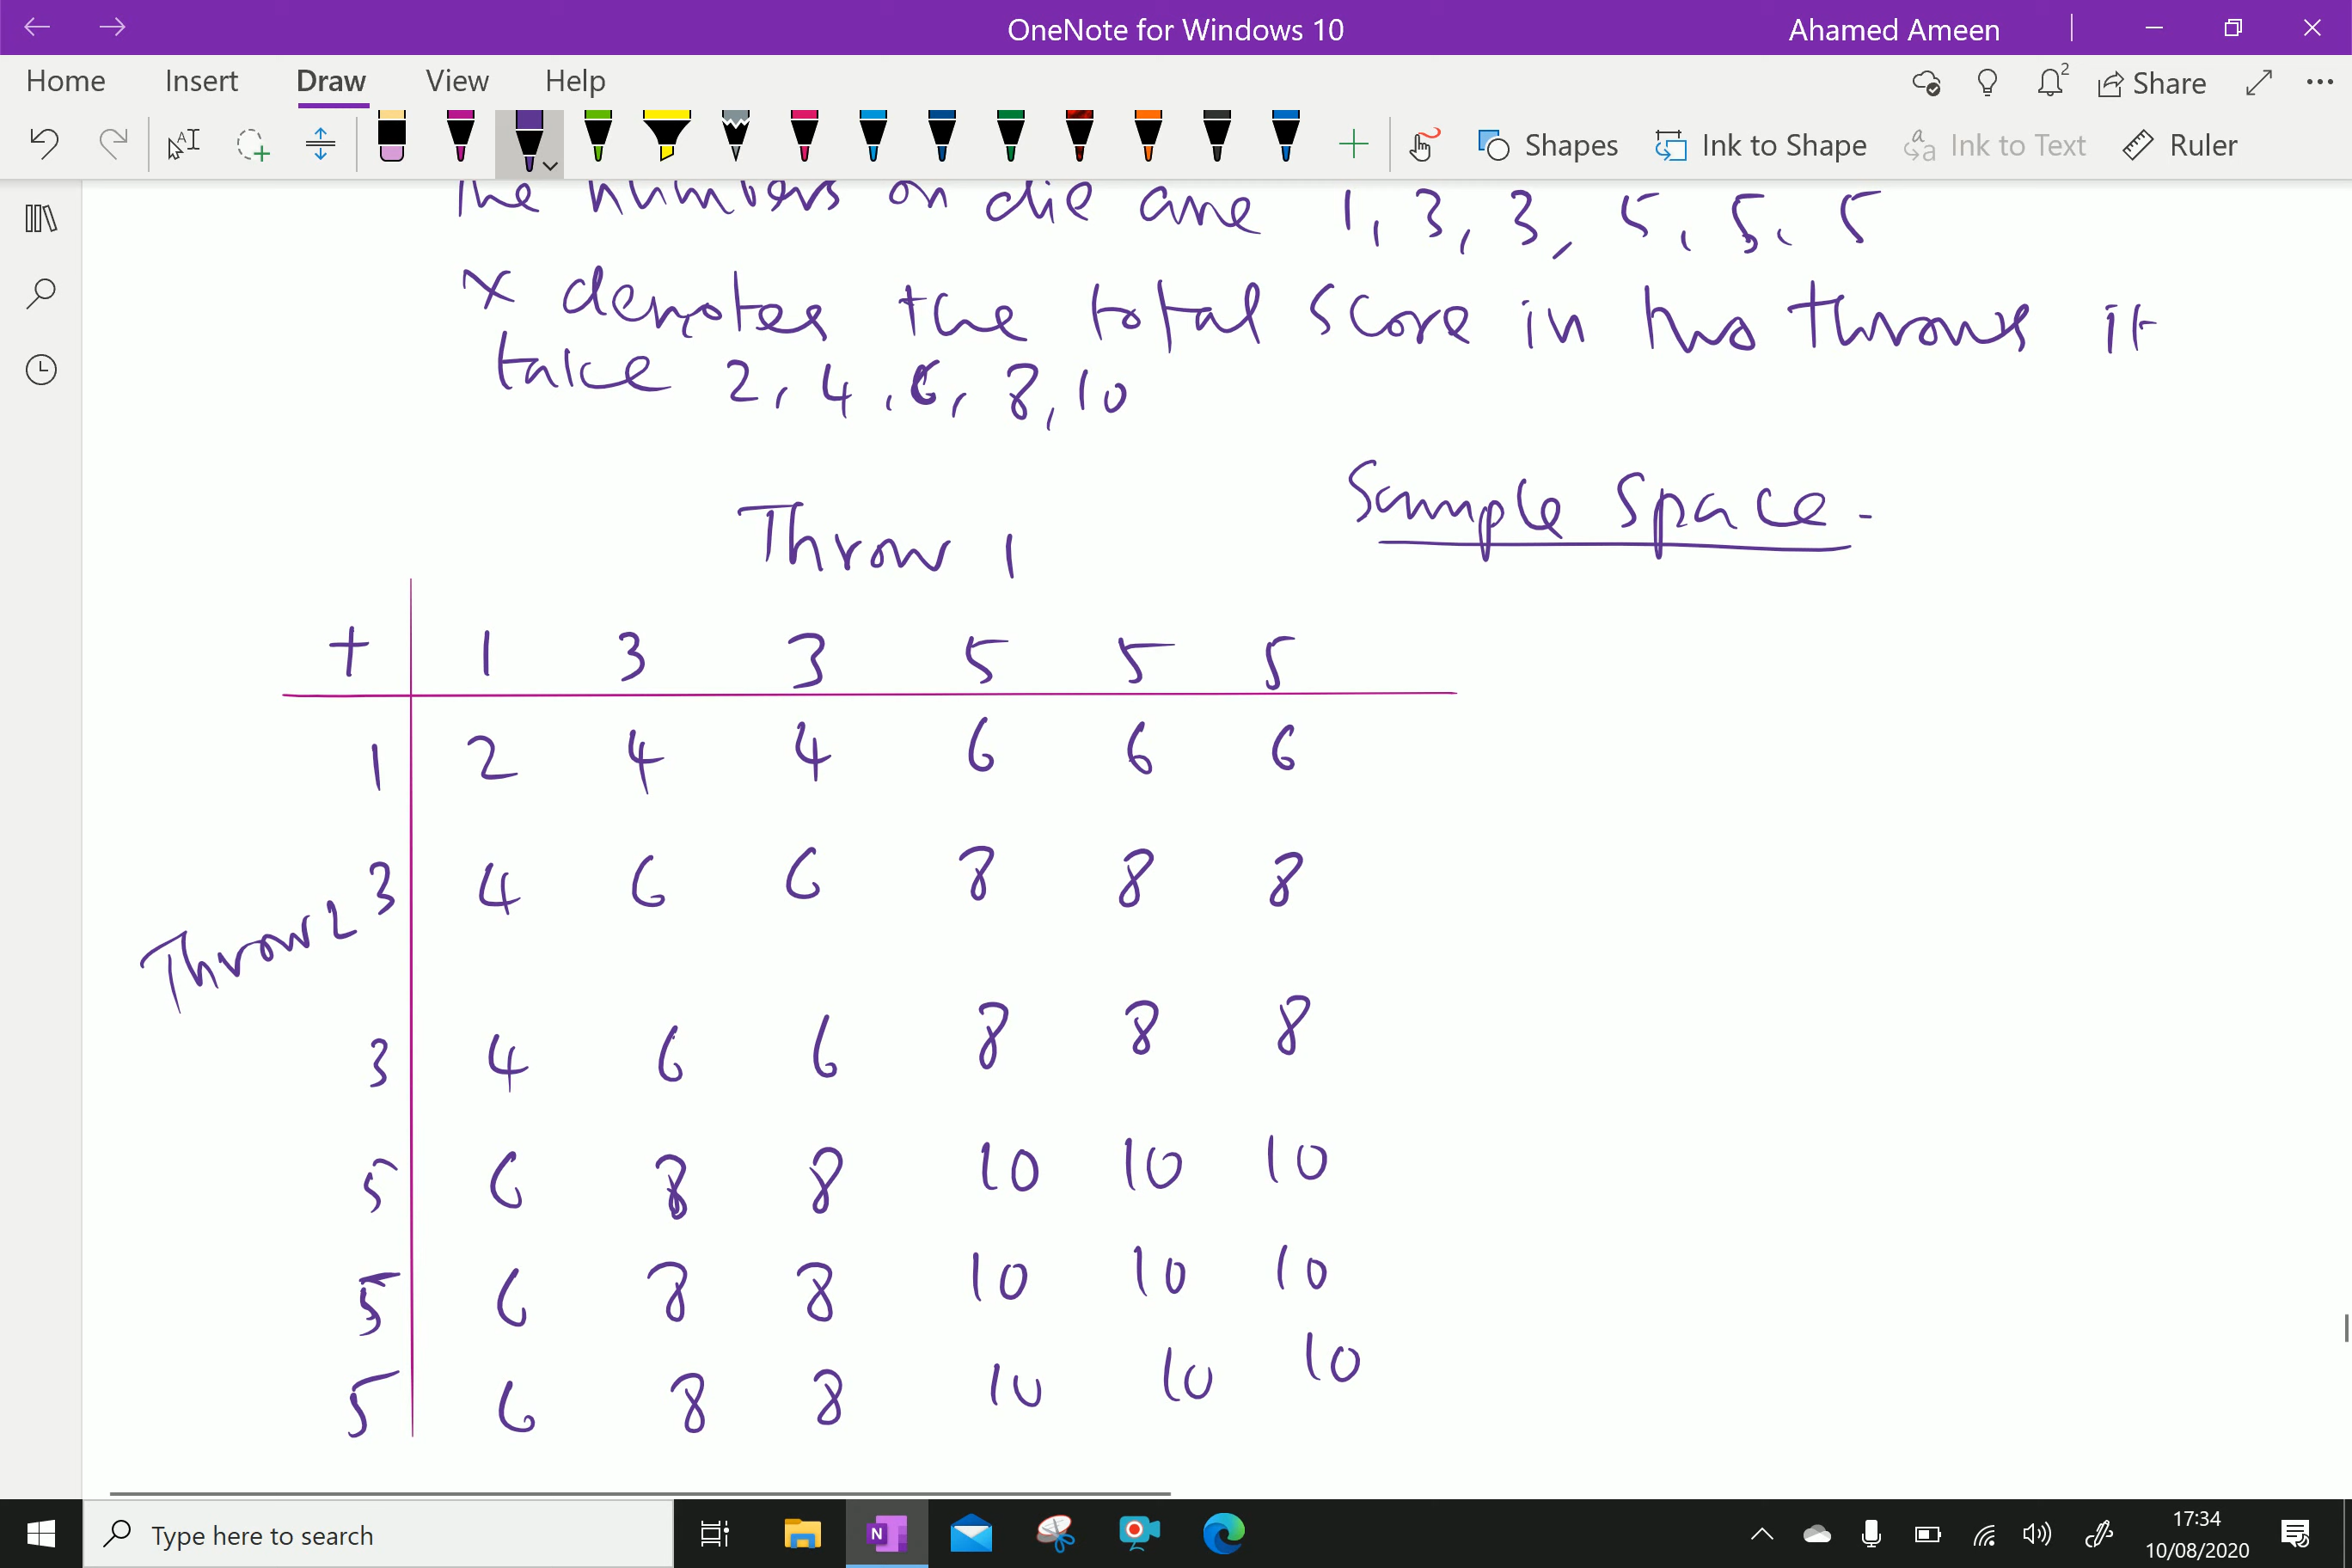 OneNote for Windows 10 Ahamed Ameen
Home Insert Draw View Help 2 Share
Shapes Ink to Shape Ink to Text Ruler
The numbers on die are 1, 3, 3, 5, 5, 5
x denotes the total score in two throws it
take 2, 4, 6, 8, 10
Sample Space -
Throw 1
+ 1 3 3 5 5 5
1 2 4 4 6 6 6
3 4 6 6 8 8 8
Throw 2
3 4 6 6 8 8 8
5 6 8 8 10 10 10
5 6 8 8 10 10 10
5 6 8 8 10 10 10
Type here to search N 17:34
10/08/2020